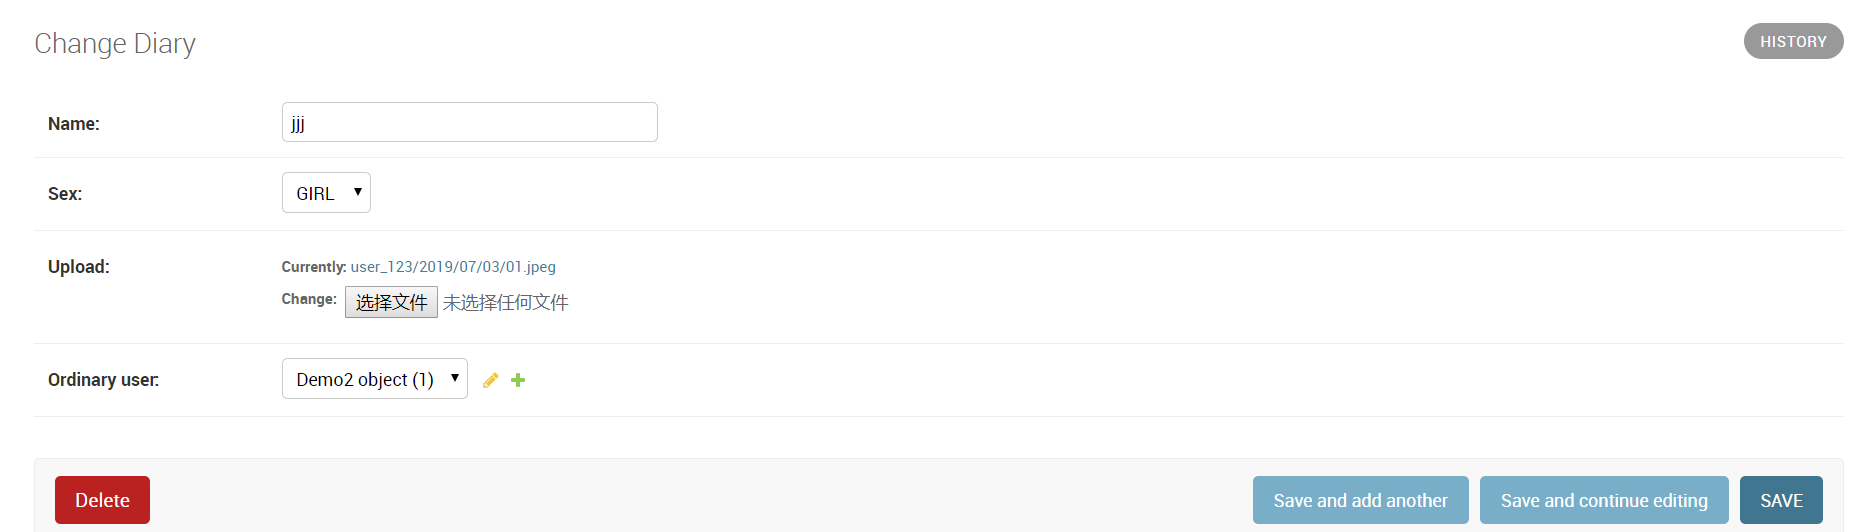 Change Diary
HISTORY
Name: jjj
Sex: GIRL
Upload: Currently: user_123/2019/07/03/01.jpeg
Change: 选择文件 未选择任何文件
Ordinary user: Demo2 object (1)
Delete Save and add another Save and continue editing SAVE